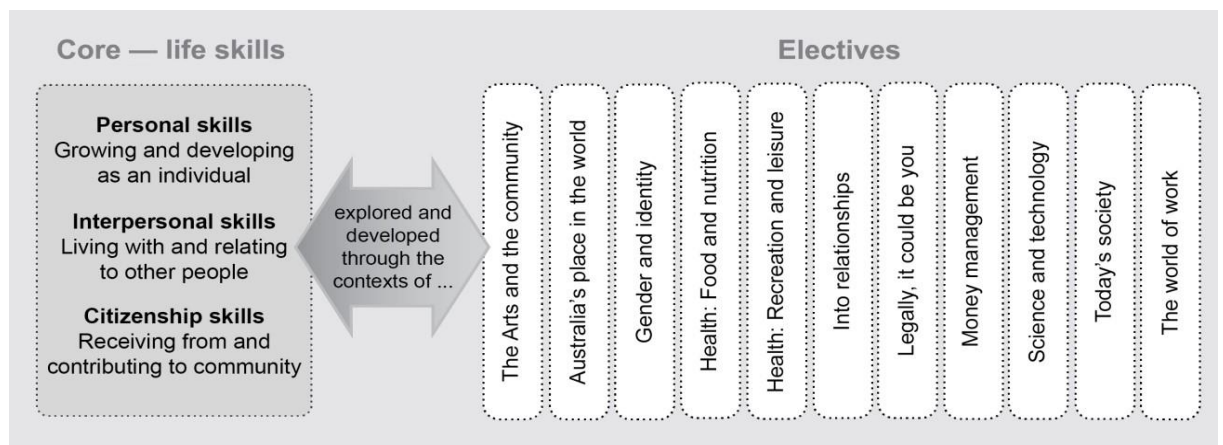 Core — life skills
Personal skills
Growing and developing
as an individual
Interpersonal skills
Living with and relating
to other people
Citizenship skills
Receiving from and
contributing to community
explored and
developed
through the
contexts of ...
Electives
The Arts and the community
Australia’s place in the world
Gender and identity
Health: Food and nutrition
Health: Recreation and leisure
Into relationships
Legally, it could be you
Money management
Science and technology
Today’s society
The world of work